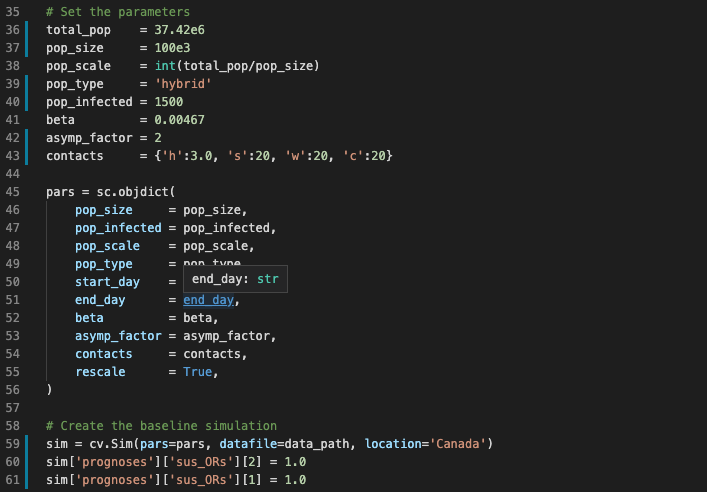 35 # Set the parameters
36 total_pop    = 37.42e6
37 pop_size     = 100e3
38 pop_scale    = int(total_pop/pop_size)
39 pop_type     = 'hybrid'
40 pop_infected = 1500
41 beta         = 0.00467
42 asymp_factor = 2
43 contacts     = {'h':3.0, 's':20, 'w':20, 'c':20}
44
45 pars = sc.objdict(
46     pop_size     = pop_size,
47     pop_infected = pop_infected,
48     pop_scale    = pop_scale,
49     pop_type     = pop_type
50     start_day    = end_day: str
51     end_day      = end_day,
52     beta         = beta,
53     asymp_factor = asymp_factor,
54     contacts     = contacts,
55     rescale      = True,
56 )
57
58 # Create the baseline simulation
59 sim = cv.Sim(pars=pars, datafile=data_path, location='Canada')
60 sim['prognoses']['sus_ORs'][2] = 1.0
61 sim['prognoses']['sus_ORs'][1] = 1.0